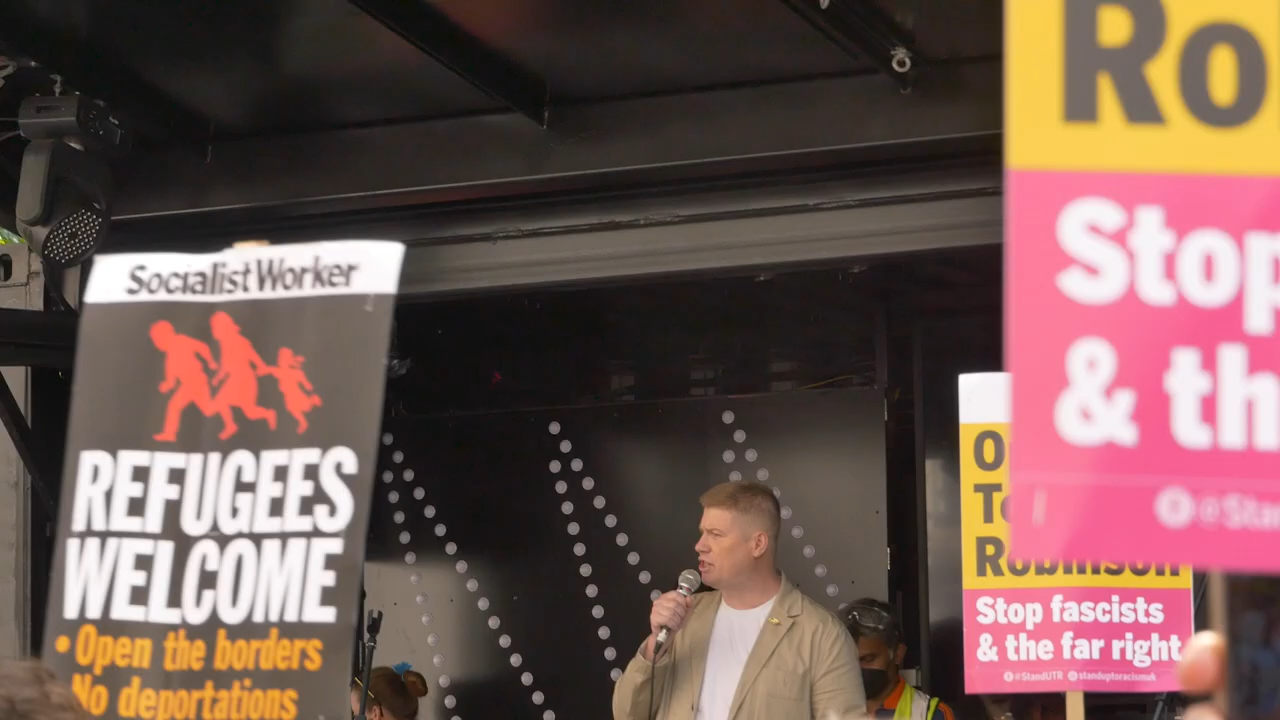 Socialist Worker
REFUGEES
WELCOME
• Open the borders
No deportations
Ro
Stop
& th
@Stan
O
To
Robinson
Stop fascists
& the far right
@StandUTR @standuptoracismuk